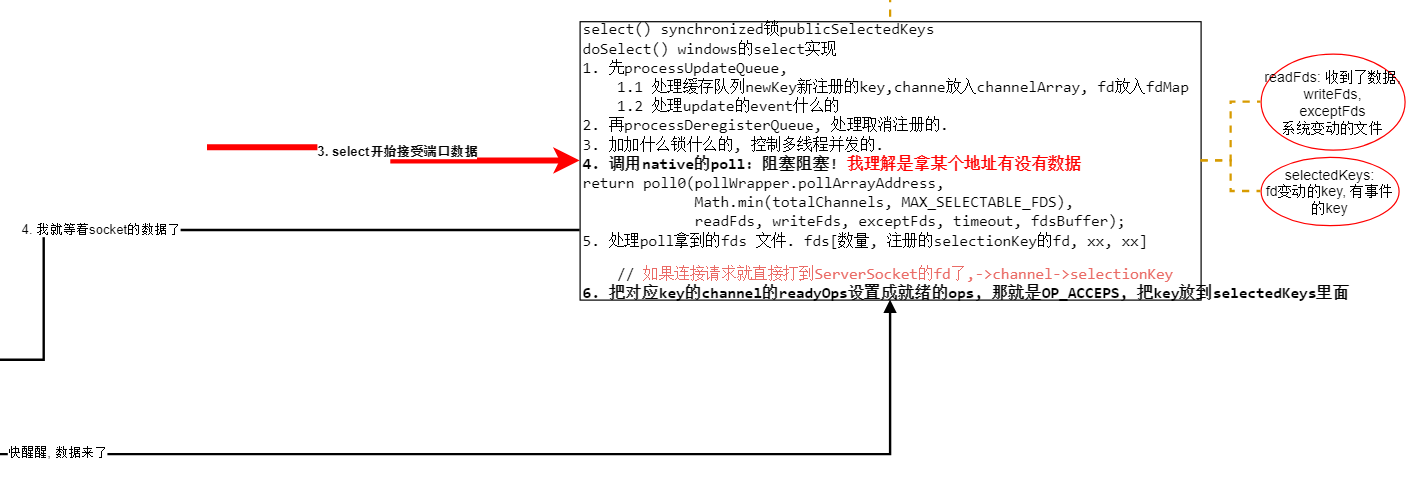 select() synchronized锁publicSelectedKeys
doSelect() windows的select实现
1. 先processUpdateQueue,
1.1 处理缓存队列newKey新注册的key,channe放入channelArray, fd放入fdMap
1.2 处理update的event什么的
2. 再processDeregisterQueue, 处理取消注册的.
3. 加加什么锁什么的, 控制多线程并发的.
4. 调用native的poll: 阻塞阻塞! 我理解是拿某个地址有没有数据
return poll0(pollWrapper.pollArrayAddress,
Math.min(totalChannels, MAX_SELECTABLE_FDS),
readFds, writeFds, exceptFds, timeout, fdsBuffer);
5. 处理poll拿到的fds 文件. fds[数量, 注册的selectionKey的fd, xx, xx]
// 如果连接请求就直接打到ServerSocket的fd了,->channel->selectionKey
6. 把对应key的channel的readyOps设置成就绪的ops, 那就是OP_ACCEPS, 把key放到selectedKeys里面
readFds: 收到了数据
writeFds,
exceptFds
系统变动的文件
selectedKeys:
fd变动的key, 有事件
的key
3. select开始接受端口数据
4. 我就等着socket的数据了
快醒醒, 数据来了